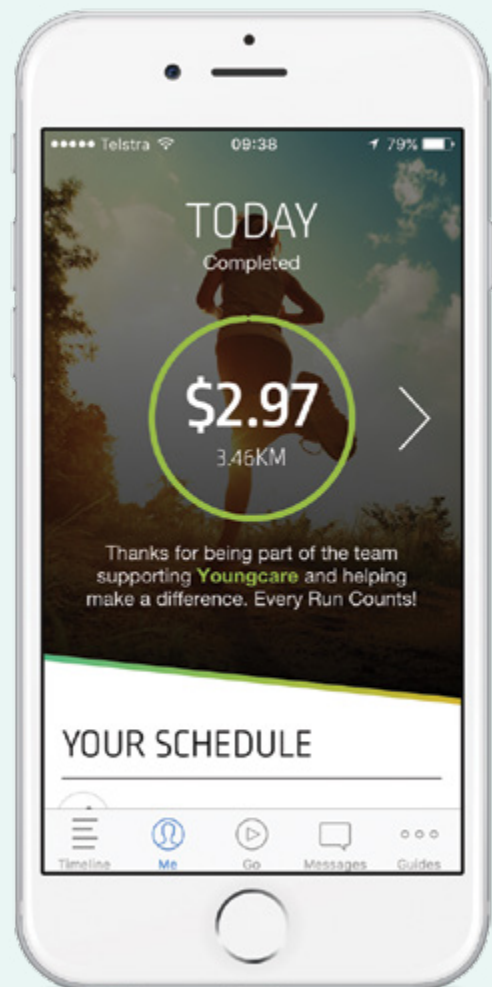 Telstra 09:38 79%
TODAY
Completed
$2.97
3.46KM
Thanks for being part of the team
supporting Youngcare and helping
make a difference. Every Run Counts!
YOUR SCHEDULE
Timeline Me Go Messages Guides